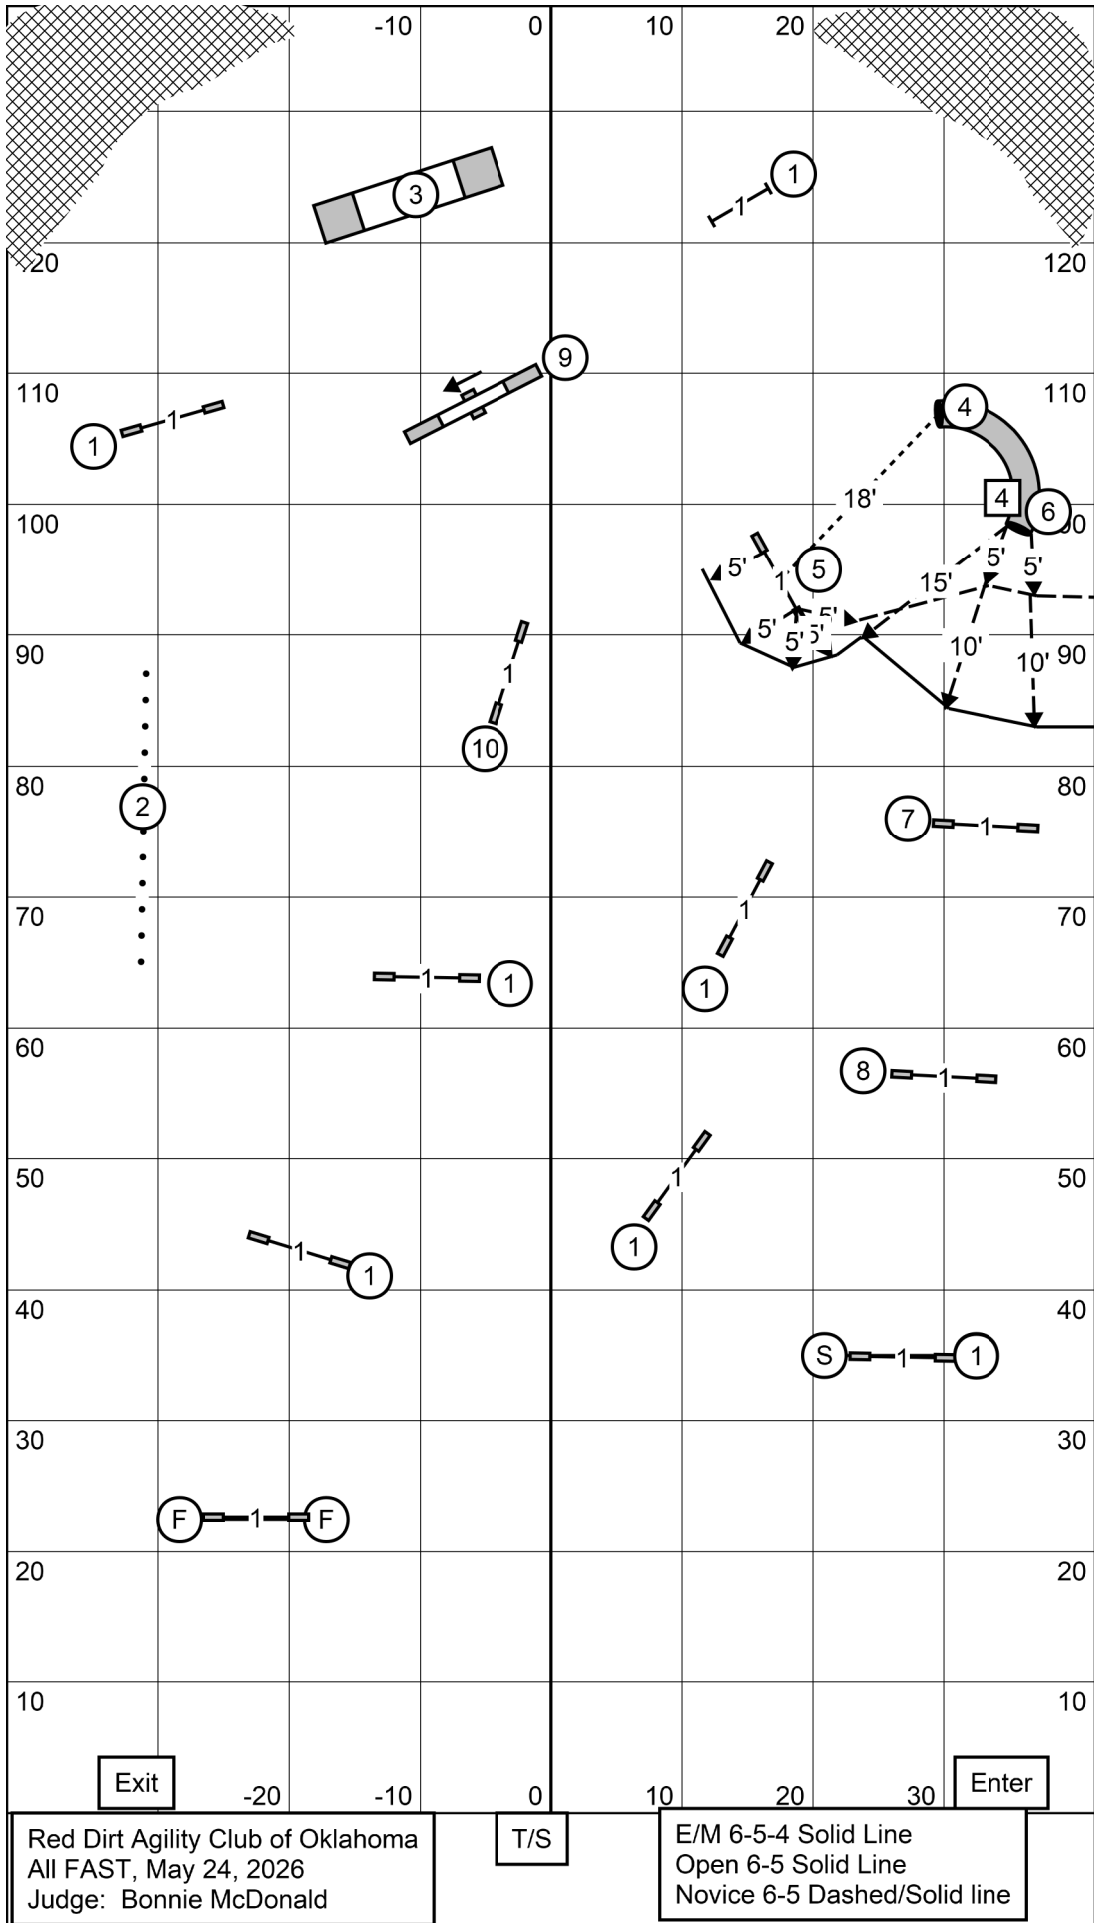 -10 0 10 20
3
1
1
120 120
9
110 110
4
1 1
18'
4 6
100 90
5' 5 5' 5'
1 15'
5' 5' 5' 5'
90 10' 10' 90
1
10
80 80
2
7 1
1
70 70
1 1
1
60 60
8 1
50 50
1
1
1 1
40 40
S 1 1
30 30
F 1 F
20 20
10 10
Exit -20 -10 0 10 20 30 Enter
Red Dirt Agility Club of Oklahoma
All FAST, May 24, 2026
Judge: Bonnie McDonald
T/S
E/M 6-5-4 Solid Line
Open 6-5 Solid Line
Novice 6-5 Dashed/Solid line